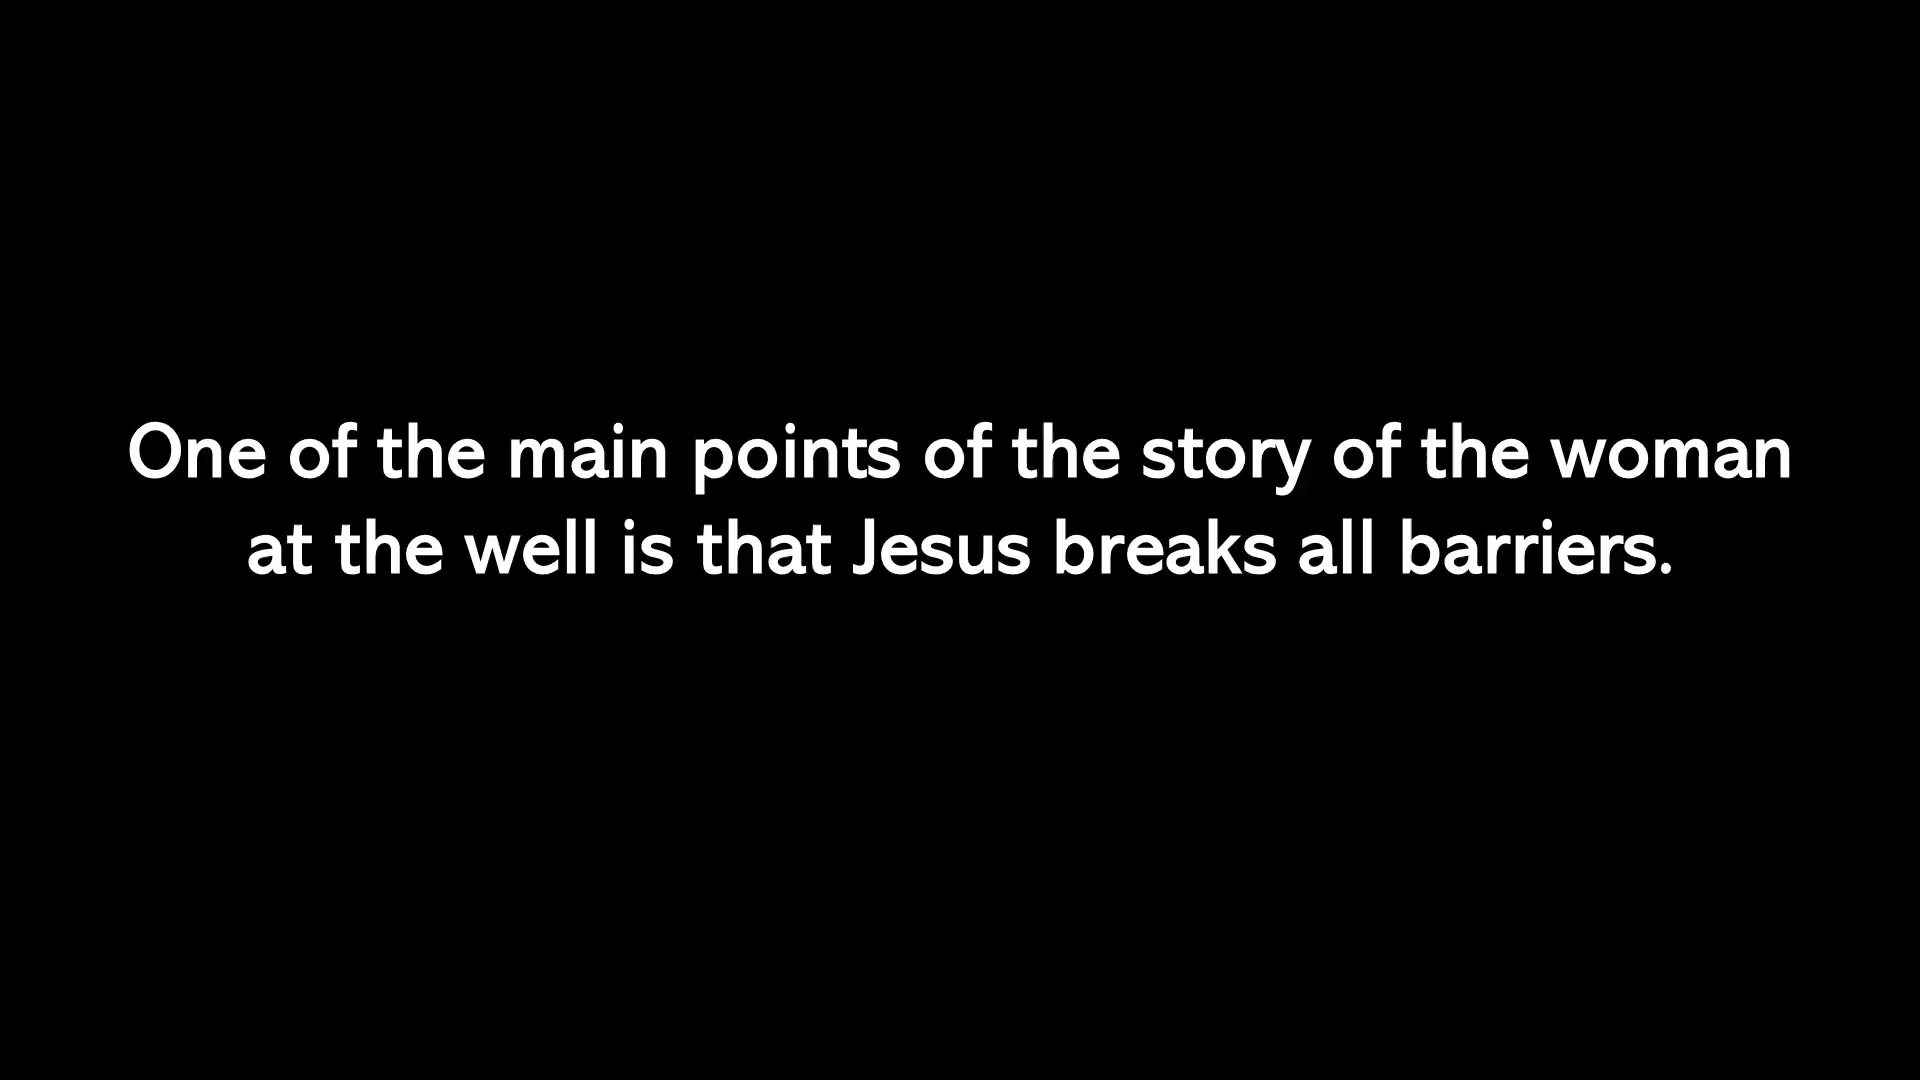 One of the main points of the story of the woman
at the well is that Jesus breaks all barriers.